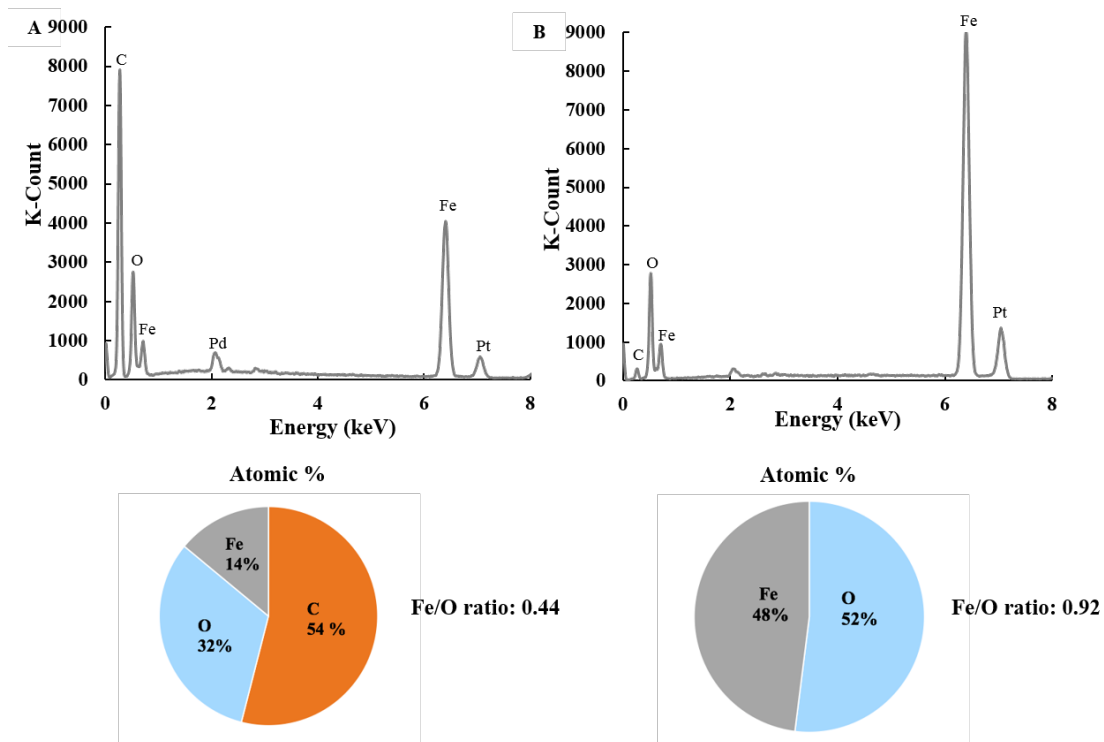 A
9000
8000
7000
6000
5000
4000
3000
2000
1000
0
K-Count
C
O
Fe
Pd
Fe
Pt
0 2 4 6 8
Energy (keV)
B
9000
8000
7000
6000
5000
4000
3000
2000
1000
0
K-Count
C
O
Fe
Fe
Pt
0 2 4 6 8
Energy (keV)
Atomic %
Fe
14%
C
54 %
O
32%
Fe/O ratio: 0.44
Atomic %
Fe
48%
O
52%
Fe/O ratio: 0.92